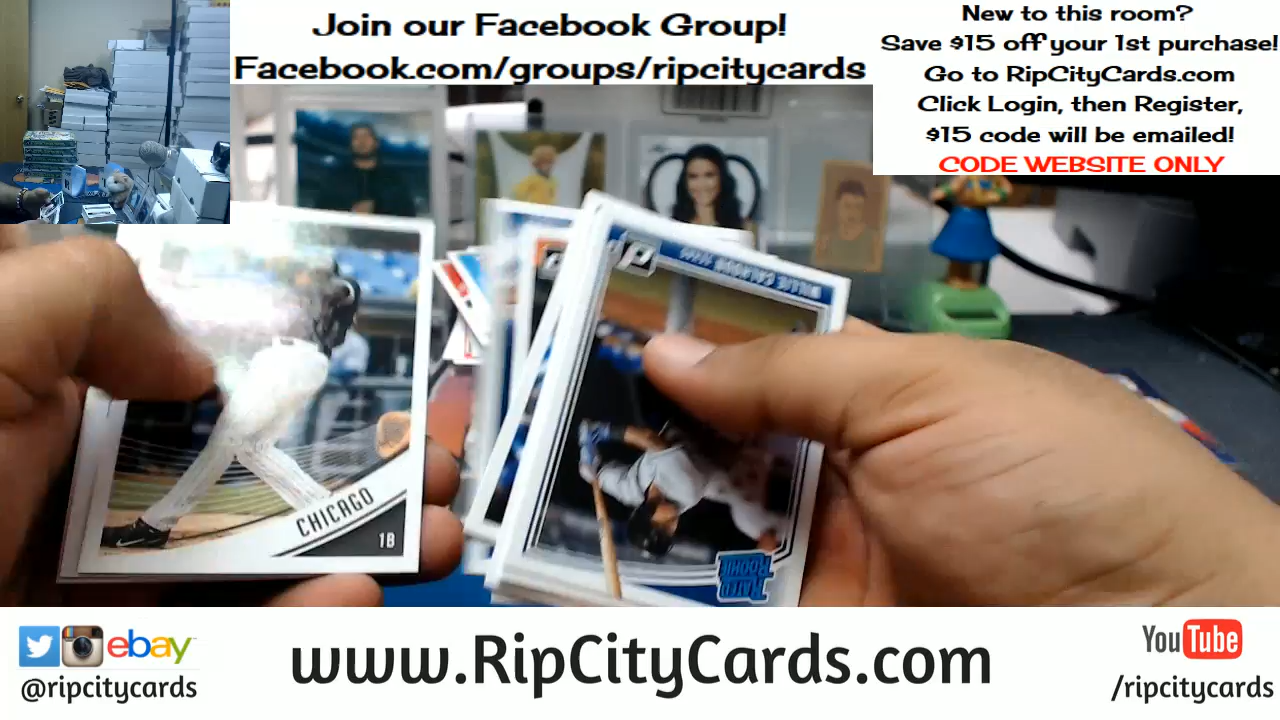 Join our Facebook Group!
Facebook.com/groups/ripcitycards
New to this room?
Save $15 off your 1st purchase!
Go to RipCityCards.com
Click Login, then Register,
$15 code will be emailed!
CODE WEBSITE ONLY
WILLIE CALHOUN
RATED
ROOKIE
CHICAGO
1B
ebay
@ripcitycards
www.RipCityCards.com
YouTube
/ripcitycards